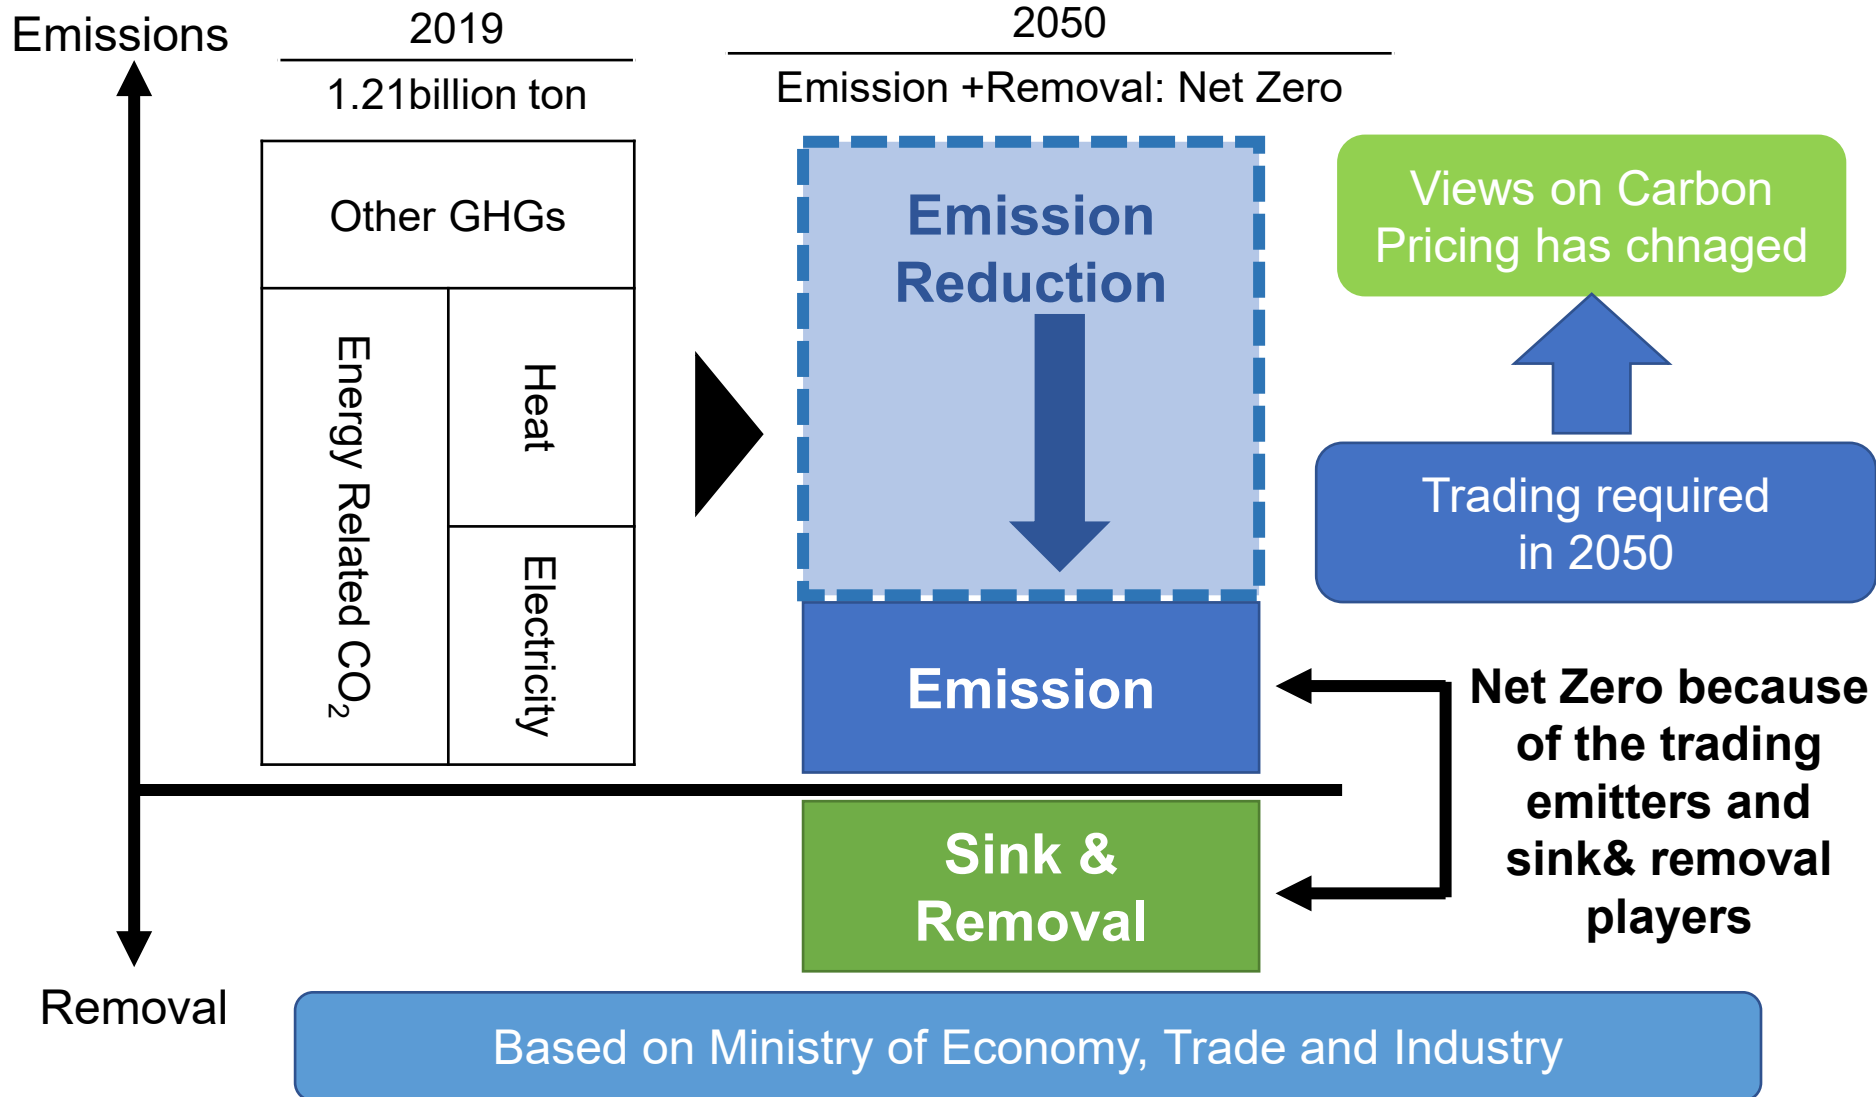 Emissions
2019
1.21billion ton
2050
Emission +Removal: Net Zero
Other GHGs
Energy Related CO₂
Heat
Electricity
Emission
Reduction
Emission
Sink &
Removal
Views on Carbon
Pricing has chnaged
Trading required
in 2050
Net Zero because
of the trading
emitters and
sink& removal
players
Removal
Based on Ministry of Economy, Trade and Industry